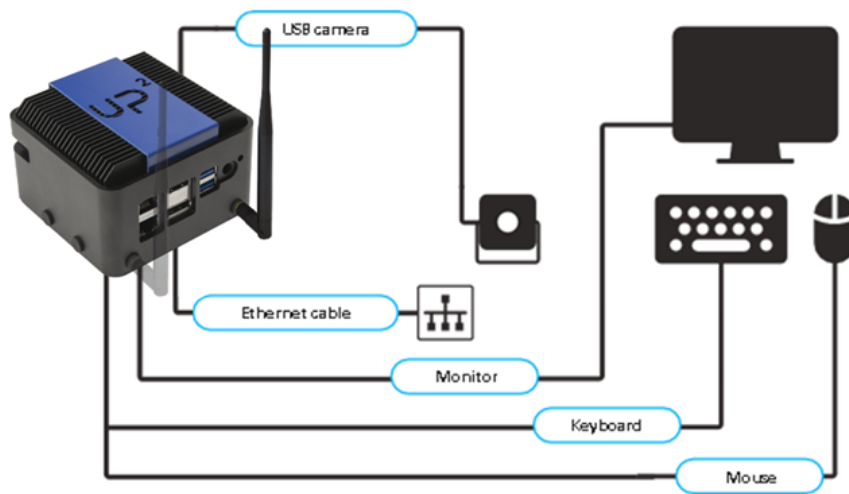 USB camera
UP²
Ethernet cable
Monitor
Keyboard
Mouse